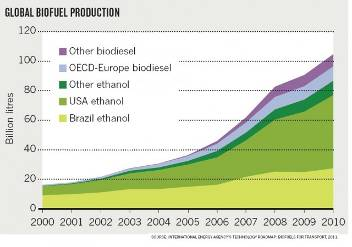 GLOBAL BIOFUEL PRODUCTION
120
100
80
60
40
20
0
Billion litres
Other biodiesel
OECD-Europe biodiesel
Other ethanol
USA ethanol
Brazil ethanol
2000 2001 2002 2003 2004 2005 2006 2007 2008 2009 2010
SOURCE: INTERNATIONAL ENERGY AGENCY'S TECHNOLOGY ROADMAP: BIOFUELS FOR TRANSPORT, 2011.